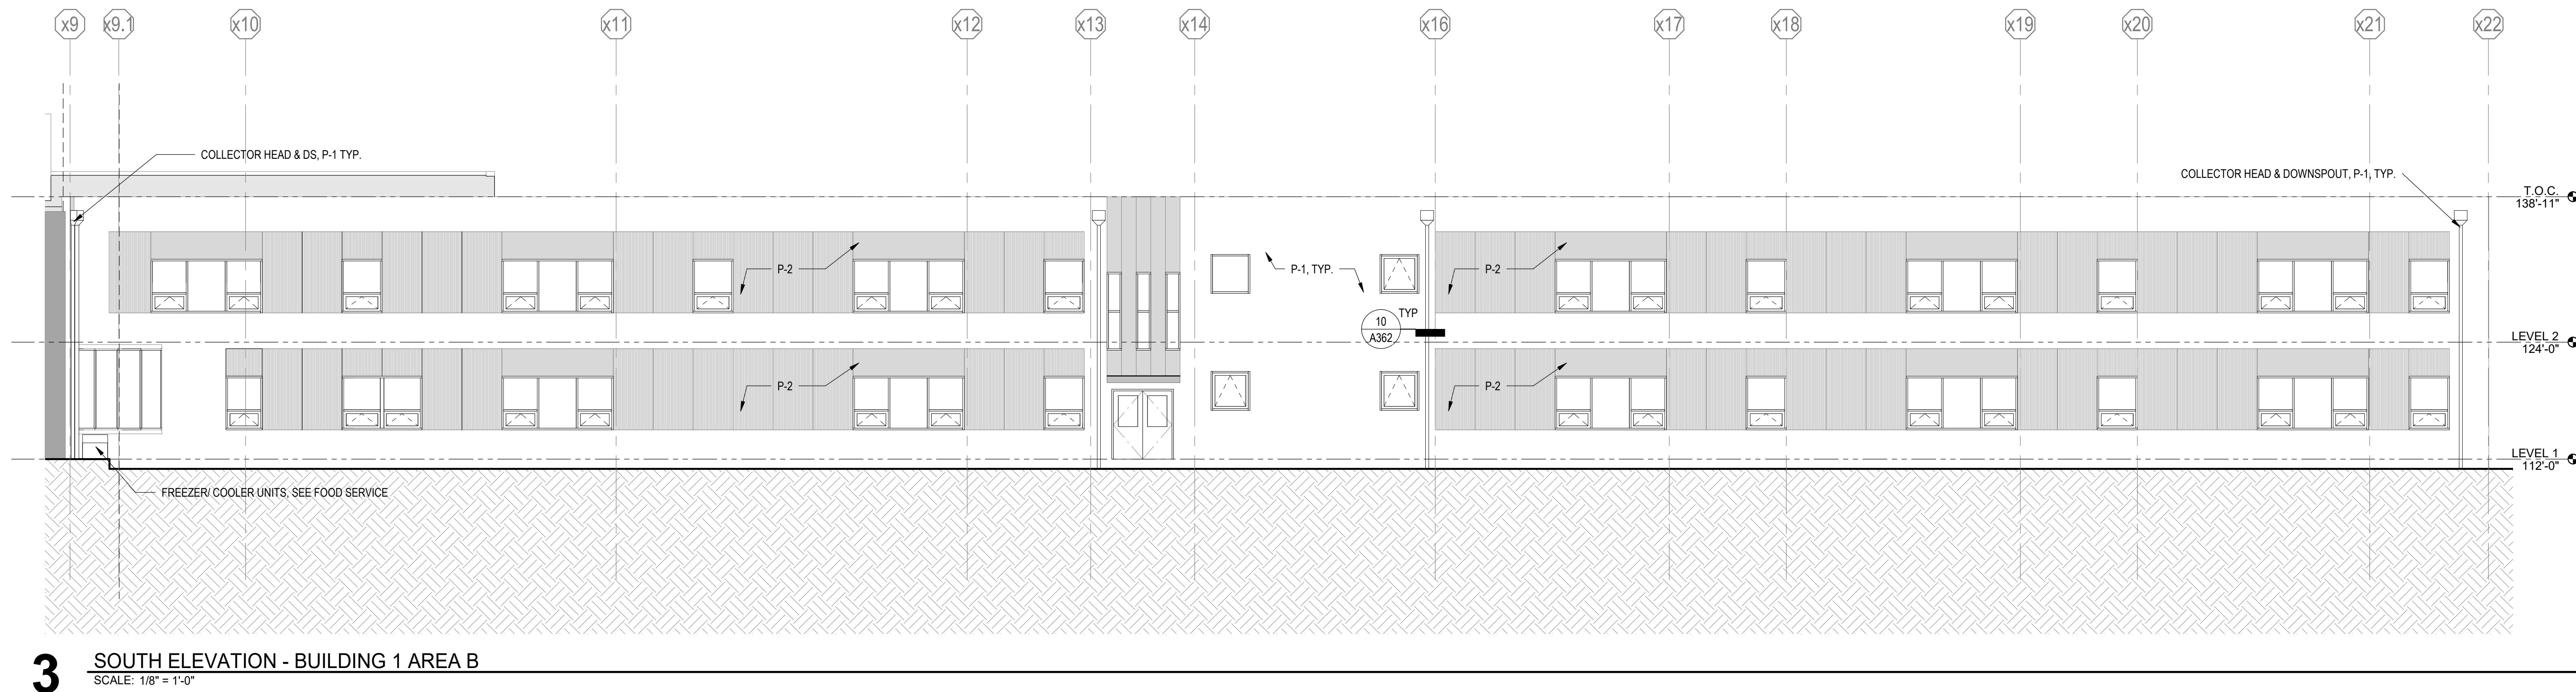 x9 x9.1 x10 x11 x12 x13 x14 x16 x17 x18 x19 x20 x21 x22
COLLECTOR HEAD & DS, P-1 TYP.
COLLECTOR HEAD & DOWNSPOUT, P-1, TYP.
T.O.C.
138'-11"
P-2
P-1, TYP.
P-2
10
A362
TYP
LEVEL 2
124'-0"
P-2
P-2
LEVEL 1
112'-0"
FREEZER/ COOLER UNITS, SEE FOOD SERVICE
3
SOUTH ELEVATION - BUILDING 1 AREA B
SCALE: 1/8" = 1'-0"